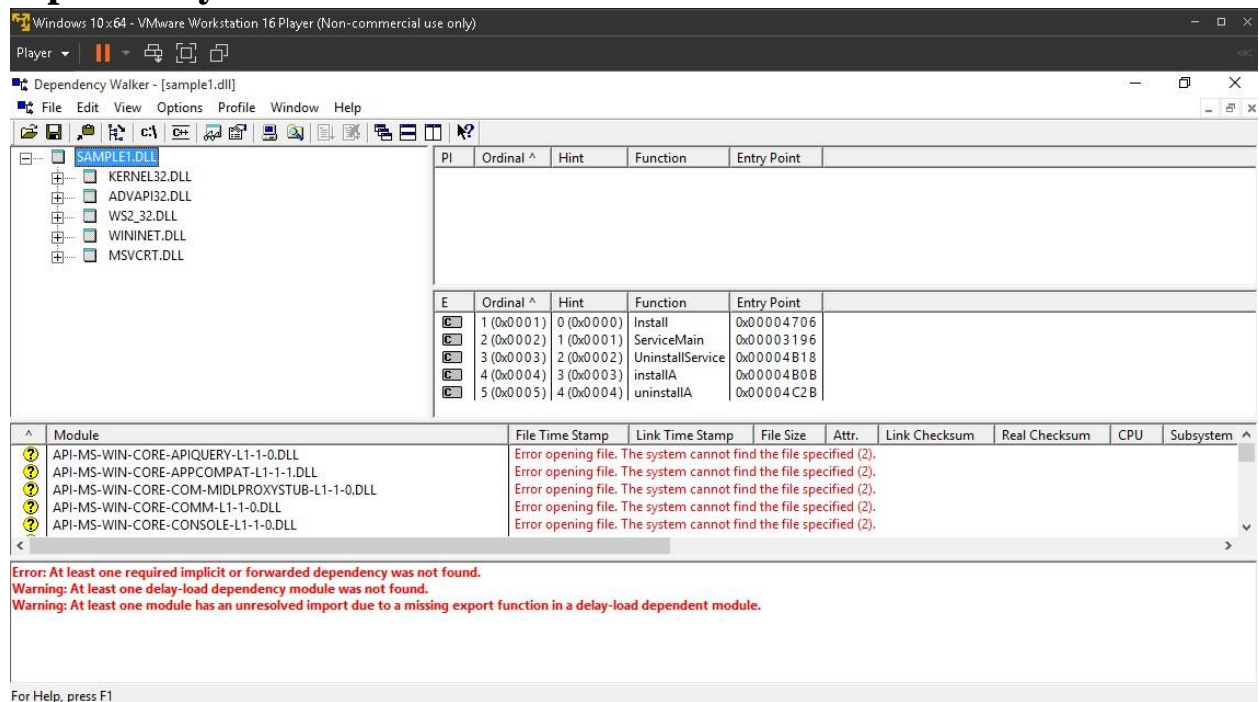 Windows 10 x64 - VMware Workstation 16 Player (Non-commercial use only)
Player
Dependency Walker - [sample1.dll]
File Edit View Options Profile Window Help
c:\ C++
SAMPLE1.DLL
KERNEL32.DLL
ADVAPI32.DLL
WS2_32.DLL
WININET.DLL
MSVCRT.DLL
PI Ordinal ^ Hint Function Entry Point
E Ordinal ^ Hint Function Entry Point
C 1 (0x0001) 0 (0x0000) Install 0x00004706
C 2 (0x0002) 1 (0x0001) ServiceMain 0x00003196
C 3 (0x0003) 2 (0x0002) UninstallService 0x00004B18
C 4 (0x0004) 3 (0x0003) installA 0x00004B0B
C 5 (0x0005) 4 (0x0004) uninstallA 0x00004C2B
^ Module File Time Stamp Link Time Stamp File Size Attr. Link Checksum Real Checksum CPU Subsystem
? API-MS-WIN-CORE-APIQUERY-L1-1-0.DLL Error opening file. The system cannot find the file specified (2).
? API-MS-WIN-CORE-APPCOMPAT-L1-1-1.DLL Error opening file. The system cannot find the file specified (2).
? API-MS-WIN-CORE-COM-MIDLPROXYSTUB-L1-1-0.DLL Error opening file. The system cannot find the file specified (2).
? API-MS-WIN-CORE-COMM-L1-1-0.DLL Error opening file. The system cannot find the file specified (2).
? API-MS-WIN-CORE-CONSOLE-L1-1-0.DLL Error opening file. The system cannot find the file specified (2).
Error: At least one required implicit or forwarded dependency was not found.
Warning: At least one delay-load dependency module was not found.
Warning: At least one module has an unresolved import due to a missing export function in a delay-load dependent module.
For Help, press F1